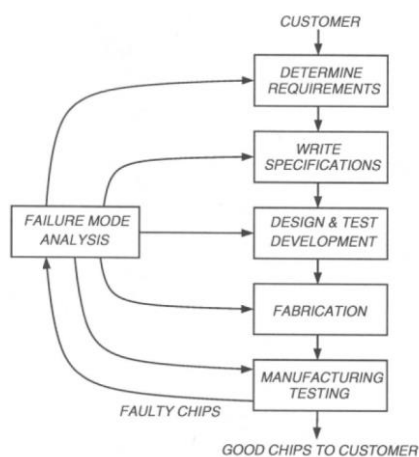 CUSTOMER
DETERMINE
REQUIREMENTS
WRITE
SPECIFICATIONS
FAILURE MODE
ANALYSIS
DESIGN & TEST
DEVELOPMENT
FABRICATION
MANUFACTURING
TESTING
FAULTY CHIPS
GOOD CHIPS TO CUSTOMER